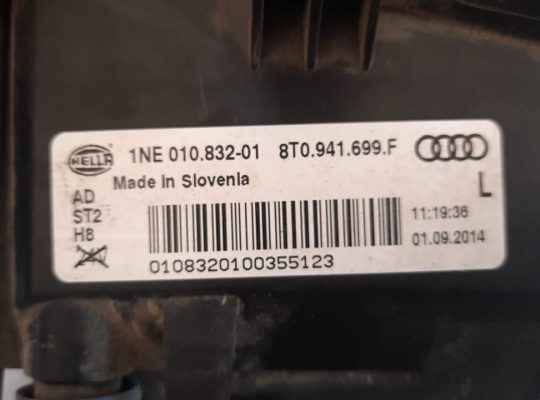 HELLA 1NE 010.832-01 8T0.941.699.F
Made In Slovenia
L
AD
ST2
H8
11:19:36
01.09.2014
0108320100355123